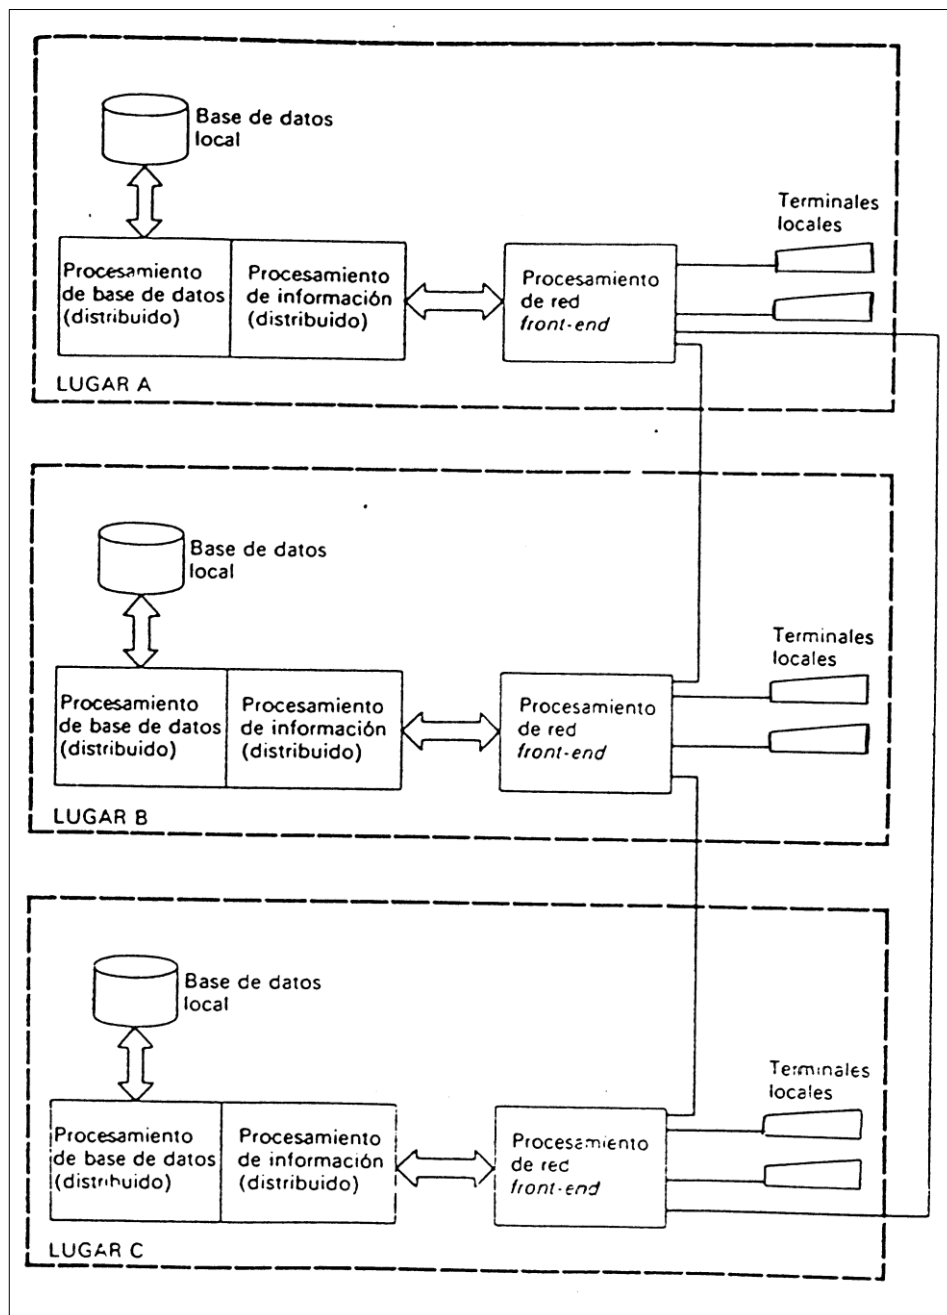 Base de datos
local
Terminales
locales
Procesamiento
de base de datos
(distribuido)
Procesamiento
de información
(distribuido)
Procesamiento
de red
front-end
LUGAR A
Base de datos
local
Terminales
locales
Procesamiento
de base de datos
(distribuido)
Procesamiento
de información
(distribuido)
Procesamiento
de red
front-end
LUGAR B
Base de datos
local
Terminales
locales
Procesamiento
de base de datos
(distribuido)
Procesamiento
de información
(distribuido)
Procesamiento
de red
front-end
LUGAR C